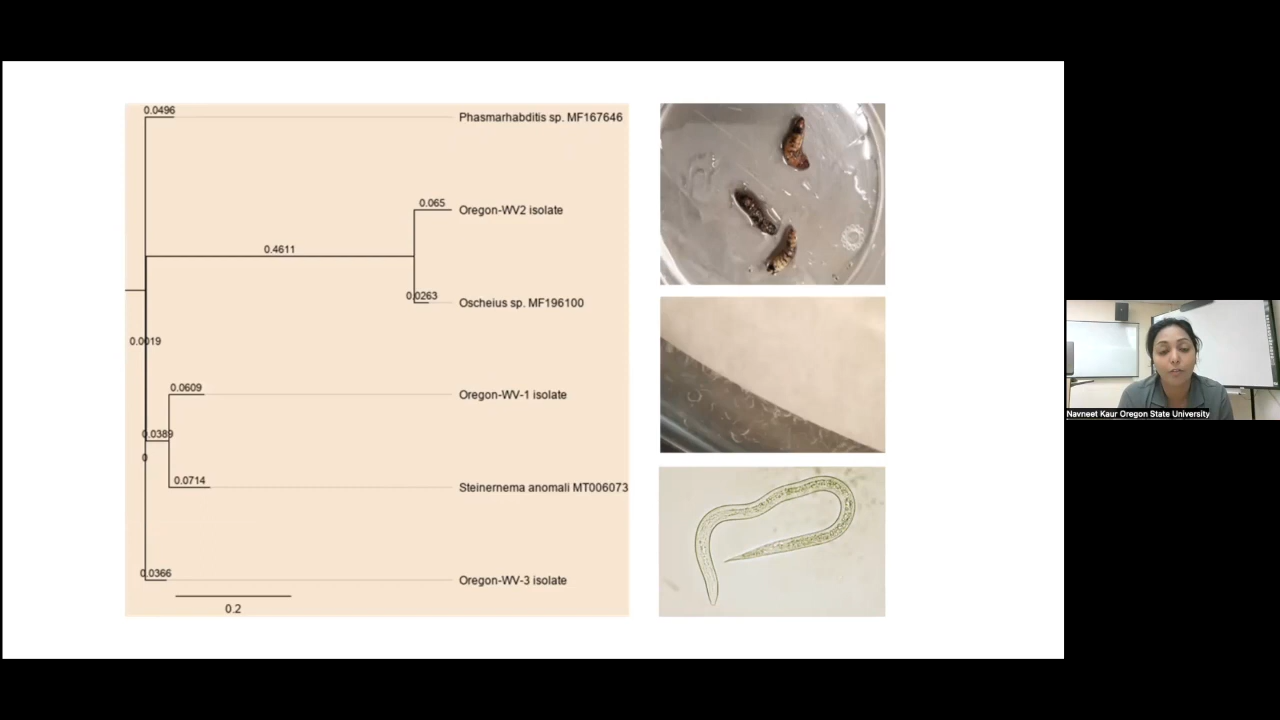 0.0496
Phasmarhabditis sp. MF167646
0.065
Oregon-WV2 isolate
0.4611
0.0263
Oscheius sp. MF196100
0.0019
0.0609
Oregon-WV-1 isolate
0.0389
0
0.0714
Steinernema anomali MT006073
0.0366
Oregon-WV-3 isolate
0.2
Navneet Kaur Oregon State University